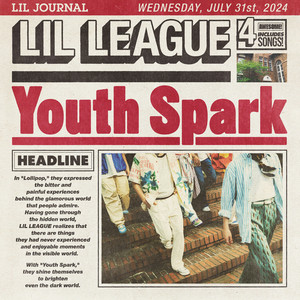 LIL JOURNAL
WEDNESDAY, JULY 31st, 2024
LIL LEAGUE
4
INCLUDES
SONGS!
Youth Spark
HEADLINE
In "Lollipop," they expressed
the bitter and
painful experiences
behind the glamorous world
that people admire.
Having gone through
the hidden world,
LIL LEAGUE realizes that
there are things
they had never experienced
and enjoyable moments
in the visible world.
With "Youth Spark,"
they shine themselves
to brighten
even the dark world.